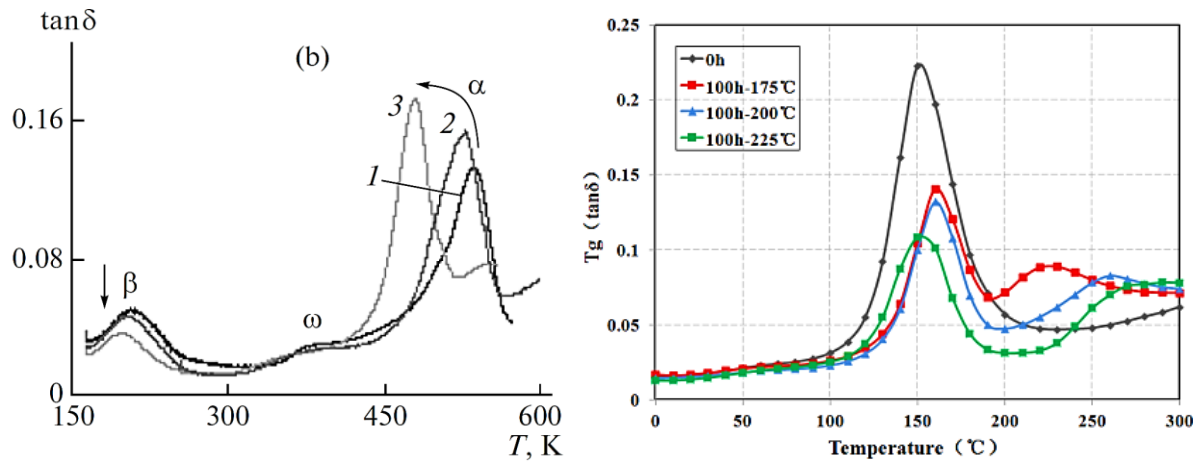 tanδ
(b)
α
3
2
0.16
1
0.08
β
ω
0
150
300
450
600
T, K
0.25
0h
100h-175℃
0.2
100h-200℃
100h-225℃
0.15
Tg（tanδ）
0.1
0.05
0
0
50
100
150
200
250
300
Temperature（℃）